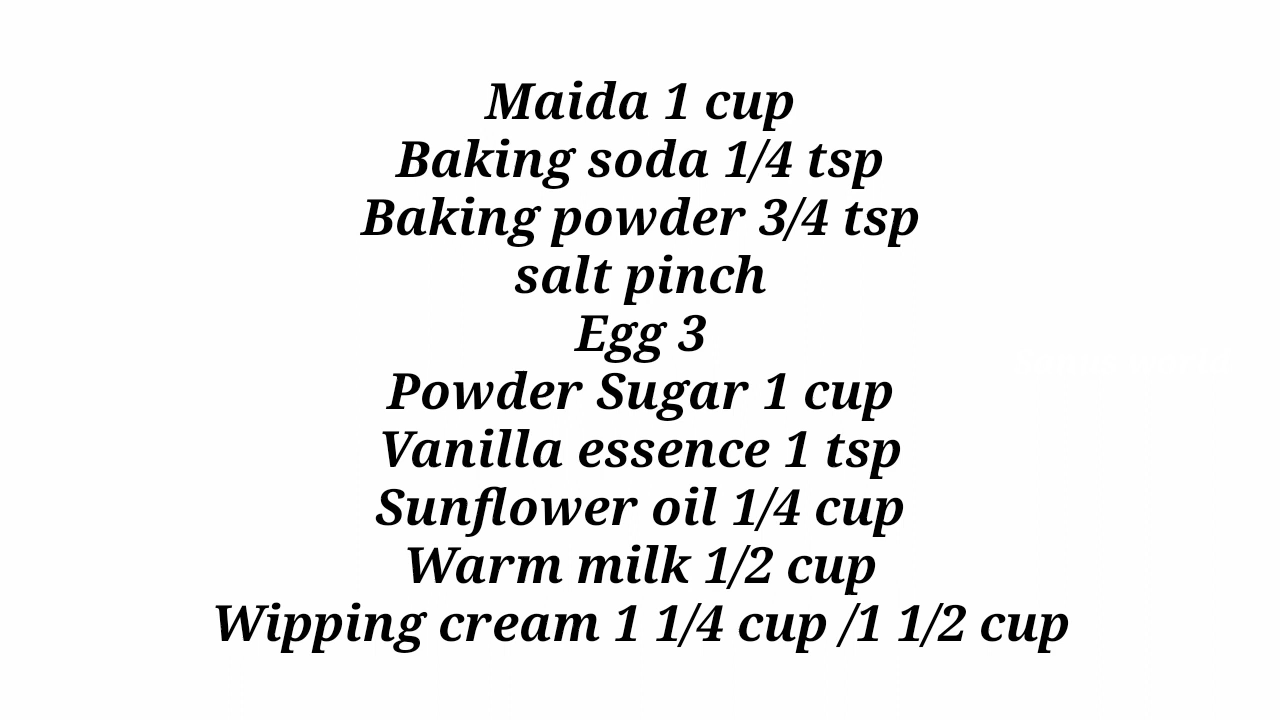 Maida 1 cup
Baking soda 1/4 tsp
Baking powder 3/4 tsp
salt pinch
Egg 3
Powder Sugar 1 cup
Vanilla essence 1 tsp
Sunflower oil 1/4 cup
Warm milk 1/2 cup
Wipping cream 1 1/4 cup /1 1/2 cup